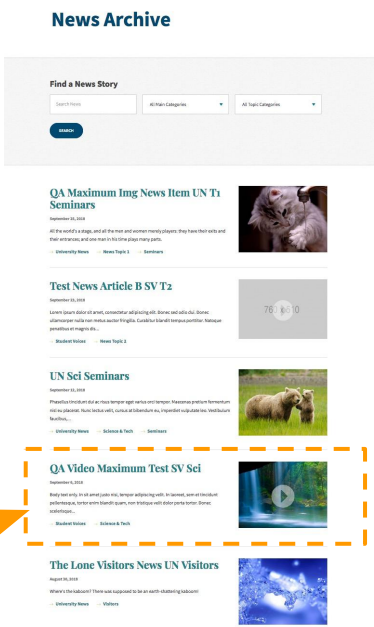 News Archive
Find a News Story
Search News
All Main Categories
All Topic Categories
SEARCH
QA Maximum Img News Item UN T1
Seminars
September 21, 2018
All the world's a stage, and all the men and women merely players: they have their exits and
their entrances; and one man in his time plays
many parts.
→ University News → News Topic 1 → Seminars
Test News Article B SV T2
September 21, 2018
Lorem ipsum dolor sit amet, consectetur adipiscing elit. Donec sed odio dui. Donec
ullamcorper nulla non metus auctor fringilla. Curabitur blandit tempus porttitor. Natoque
penatibus et magnis dis...
→ Student Voices → News Topic 2
UN Sci Seminars
September 12, 2018
Phasellus tincidunt dui ac risus tempor eget varius orci tempor. Maecenas pretium fermentum
nisl eu placerat. Nunc lectus velit, cursus at bibendum eu, imperdiet vulputate leo. Vestibulum
faucibus,...
→ University News → Science & Tech → Seminars
QA Video Maximum Test SV Sci
September 6, 2018
Body text only. In sit amet justo nisi, tempor adipiscing velit. In laoreet, sem et tincidunt
pellentesque, tortor enim blandit quam, non tristique velit dolor porta tortor. Donec
scelerisque...
→ Student Voices → Science & Tech
The Lone Visitors News UN Visitors
August 30, 2018
Where's the kaboom? There was supposed to be an earth-shattering kaboom!
→ University News → Visitors